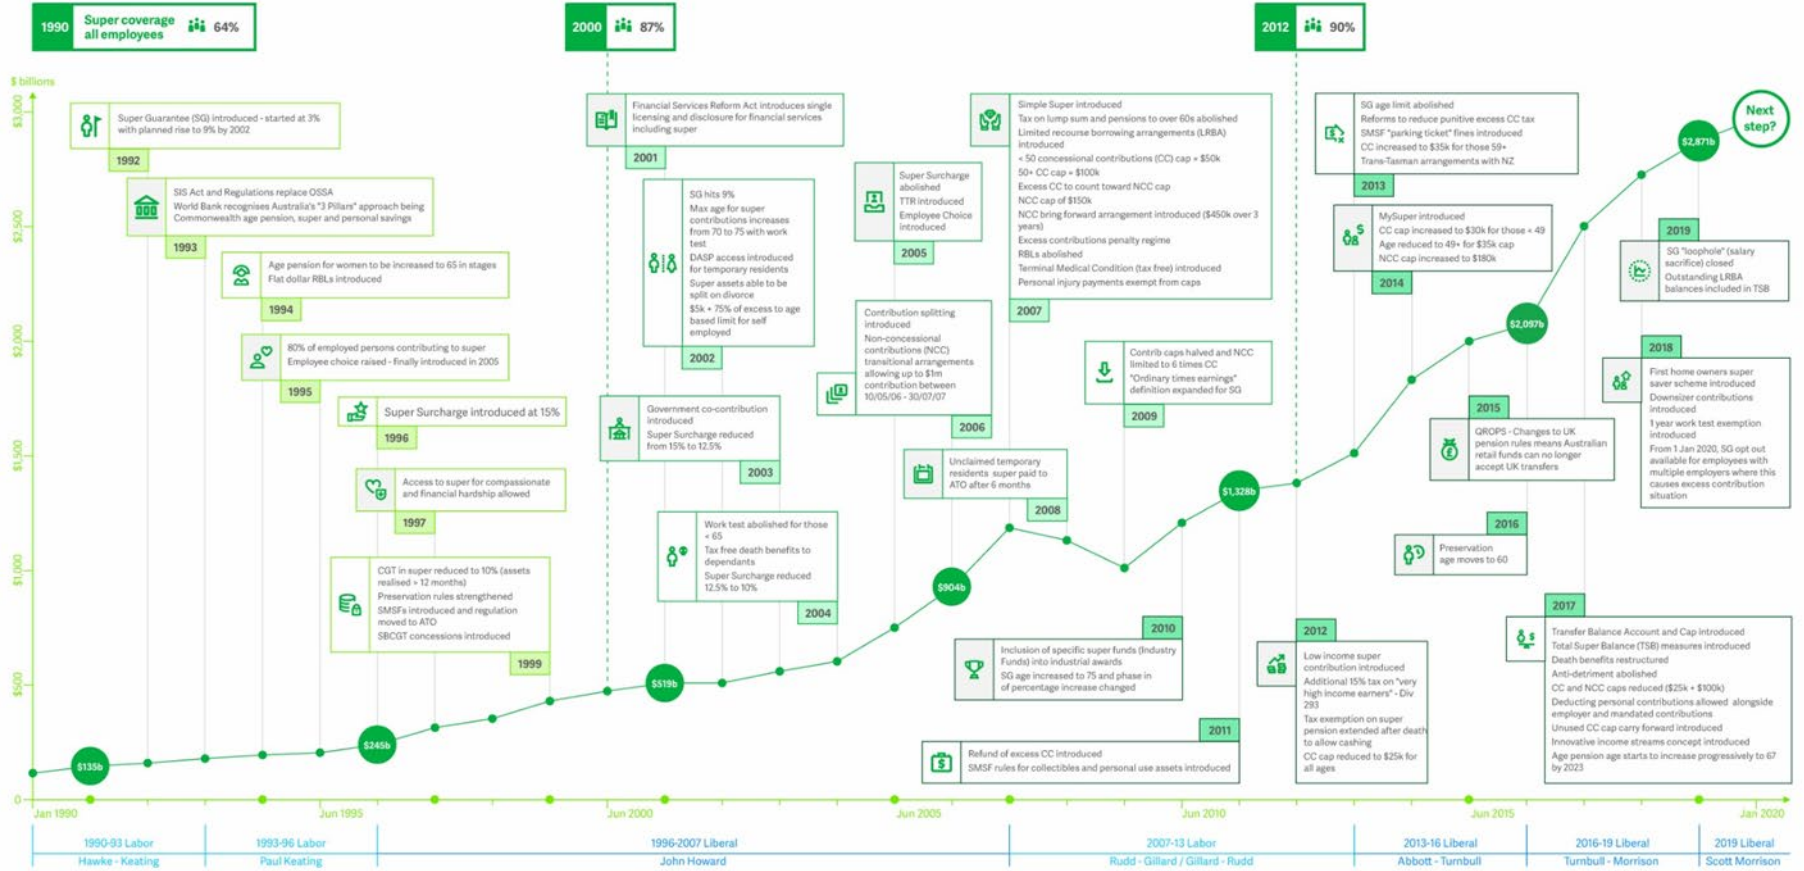 1990
Super coverage
all employees
64%
2000
87%
2012
90%
$ billions
$3,000
$2,500
$2,000
$1,500
$1,000
$500
0
Super Guarantee (SG) introduced - started at 3%
with planned rise to 9% by 2002
1992
SIS Act and Regulations replace OSSA
World Bank recognises Australia's "3 Pillars" approach being
Commonwealth age pension, super and personal savings
1993
Age pension for women to be increased to 65 in stages
Flat dollar RBLs introduced
1994
80% of employed persons contributing to super
Employee choice raised - finally introduced in 2005
1995
Super Surcharge introduced at 15%
1996
Access to super for compassionate
and financial hardship allowed
1997
CGT in super reduced to 10% (assets
realised > 12 months)
Preservation rules strengthened
SMSFs introduced and regulation
moved to ATO
SBCGT concessions introduced
1999
Financial Services Reform Act introduces single
licensing and disclosure for financial services
including super
2001
SG hits 9%
Max age for super
contributions increases
from 70 to 75 with work
test
DASP access introduced
for temporary residents
Super assets able to be
split on divorce
$5k + 75% of excess to age
based limit for self
employed
2002
Government co-contribution
introduced
Super Surcharge reduced
from 15% to 12.5%
2003
Work test abolished for those
< 65
Tax free death benefits to
dependants
Super Surcharge reduced
12.5% to 10%
2004
Super Surcharge
abolished
TTR introduced
Employee Choice
introduced
2005
Contribution splitting
introduced
Non-concessional
contributions (NCC)
transitional arrangements
allowing up to $1m
contribution between
10/05/06 - 30/07/07
2006
Simple Super introduced
Tax on lump sum and pensions to over 60s abolished
Limited recourse borrowing arrangements (LRBA)
introduced
< 50 concessional contributions (CC) cap = $50k
50+ CC cap = $100k
Excess CC to count toward NCC cap
NCC cap of $150k
NCC bring forward arrangement introduced ($450k over 3
years)
Excess contributions penalty regime
RBLs abolished
Terminal Medical Condition (tax free) introduced
Personal injury payments exempt from caps
2007
Unclaimed temporary
residents super paid to
ATO after 6 months
2008
Contrib caps halved and NCC
limited to 6 times CC
"Ordinary times earnings"
definition expanded for SG
2009
2010
Inclusion of specific super funds (Industry
Funds) into industrial awards
SG age increased to 75 and phase in
of percentage increase changed
2011
Refund of excess CC introduced
SMSF rules for collectibles and personal use assets introduced
2012
Low income super
contribution introduced
Additional 15% tax on "very
high income earners" - Div
293
Tax exemption on super
pension extended after death
to allow cashing
CC cap reduced to $25k for
all ages
SG age limit abolished
Reforms to reduce punitive excess CC tax
SMSF "parking ticket" fines introduced
CC increased to $35k for those 59+
Trans-Tasman arrangements with NZ
2013
MySuper introduced
CC cap increased to $30k for those < 49
Age reduced to 49+ for $35k cap
NCC cap increased to $180k
2014
2015
QROPS - Changes to UK
pension rules means Australian
retail funds can no longer
accept UK transfers
2016
Preservation
age moves to 60
2017
Transfer Balance Account and Cap introduced
Total Super Balance (TSB) measures introduced
Death benefits restructured
Anti-detriment abolished
CC and NCC caps reduced ($25k + $100k)
Deducting personal contributions allowed alongside
employer and mandated contributions
Unused CC cap carry forward introduced
Innovative income streams concept introduced
Age pension age starts to increase progressively to 67
by 2023
2018
First home owners super
saver scheme introduced
Downsizer contributions
introduced
1 year work test exemption
introduced
From 1 Jan 2020, SG opt out
available for employees with
multiple employers where this
causes excess contribution
situation
2019
SG "loophole" (salary
sacrifice) closed
Outstanding LRBA
balances included in TSB
Next
step?
$135b
$245b
$519b
$904b
$1,328b
$2,097b
$2,871b
Jan 1990
Jun 1995
Jun 2000
Jun 2005
Jun 2010
Jun 2015
Jan 2020
1990-93 Labor
Hawke - Keating
1993-96 Labor
Paul Keating
1996-2007 Liberal
John Howard
2007-13 Labor
Rudd - Gillard / Gillard - Rudd
2013-16 Liberal
Abbott - Turnbull
2016-19 Liberal
Turnbull - Morrison
2019 Liberal
Scott Morrison